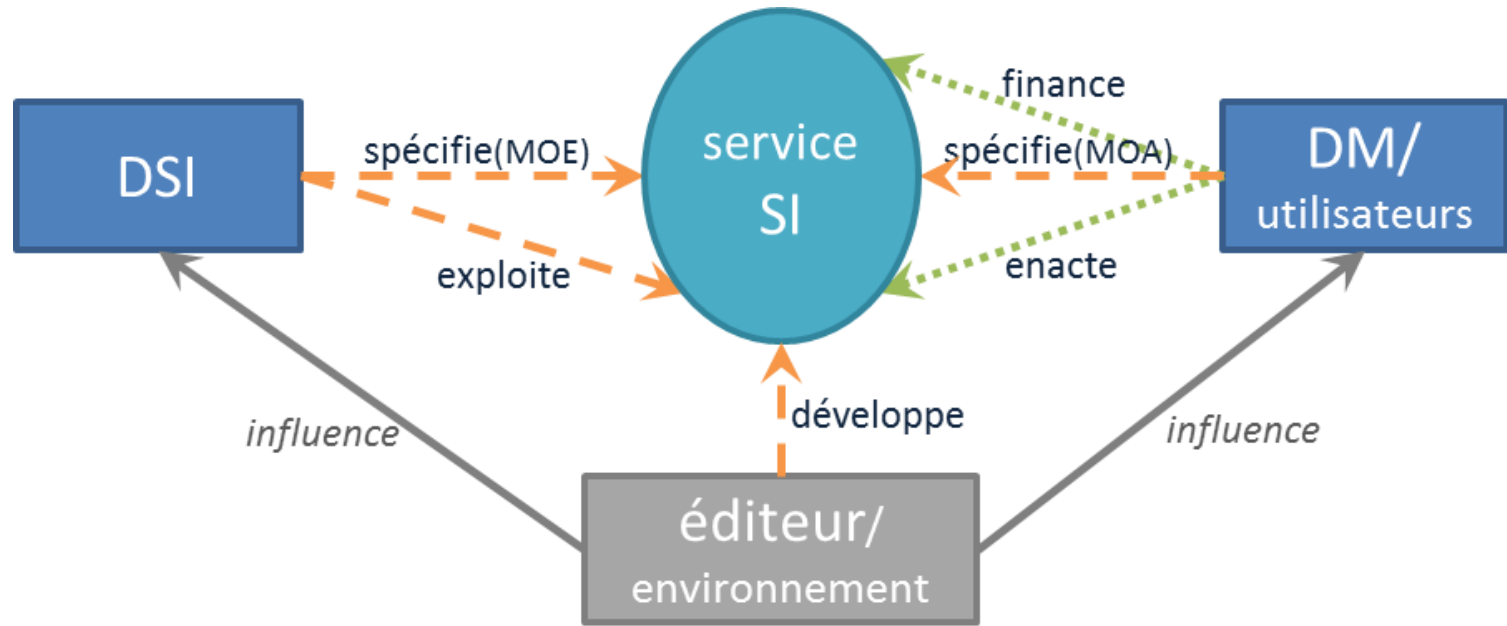 finance
service
SI
DSI
spécifie(MOE)
spécifie(MOA)
DM/
utilisateurs
exploite
enacte
développe
influence
influence
éditeur/
environnement